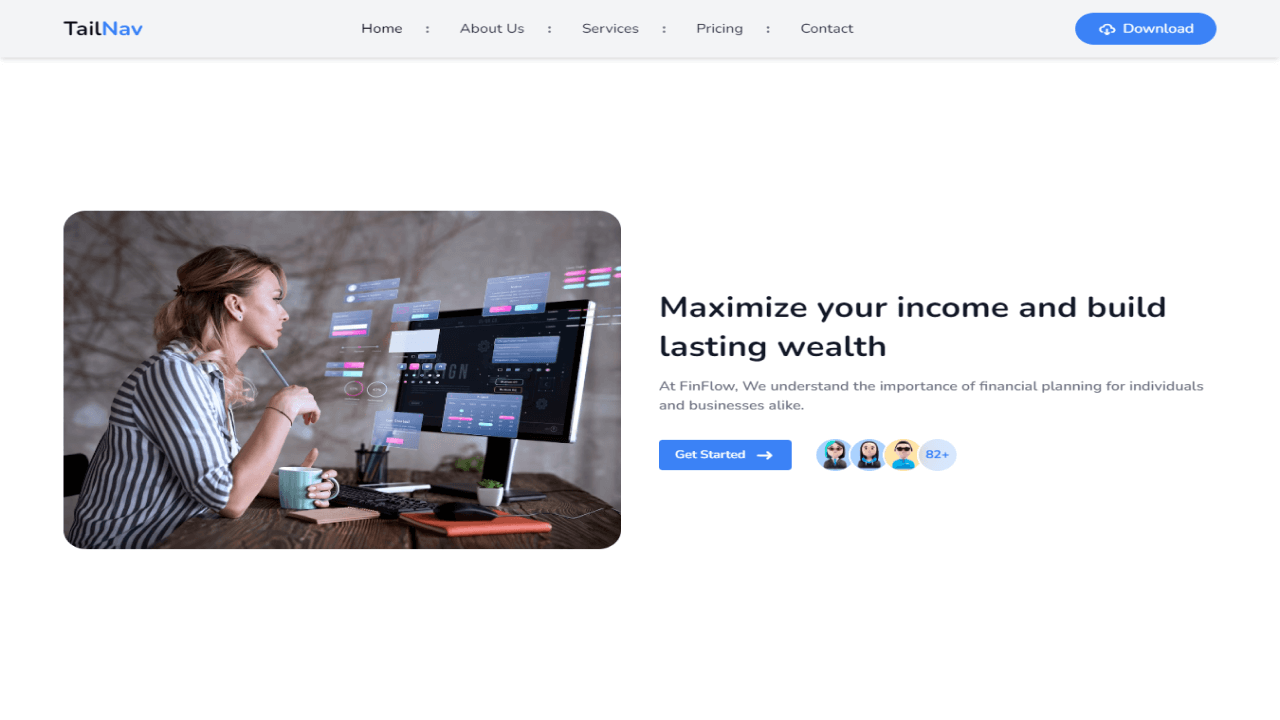 TailNav
Home : About Us : Services : Pricing : Contact
Download
Maximize your income and build
lasting wealth
At FinFlow, We understand the importance of financial planning for individuals
and businesses alike.
Get Started
82+